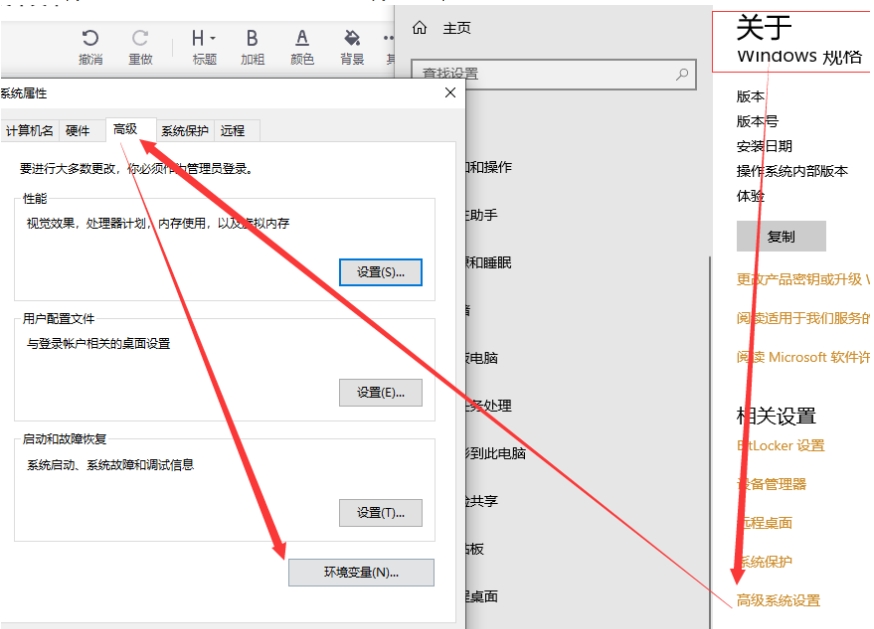 撤消 重做 标题 加粗 颜色 背景
H B A
系统属性
计算机名 硬件 高级 系统保护 远程
要进行大多数更改，你必须作为管理员登录。
性能
视觉效果，处理器计划，内存使用，以及虚拟内存
设置(S)...
用户配置文件
与登录帐户相关的桌面设置
设置(E)...
启动和故障恢复
系统启动、系统故障和调试信息
设置(T)...
环境变量(N)...
主页
查找设置
和操作
助手
和睡眠
电脑
务处理
到此电脑
共享
贴板
桌面
关于
Windows 规格
版本
版本号
安装日期
操作系统内部版本
体验
复制
更改产品密钥或升级
阅读适用于我们服务的
阅读 Microsoft 软件许
相关设置
BitLocker 设置
设备管理器
远程桌面
系统保护
高级系统设置